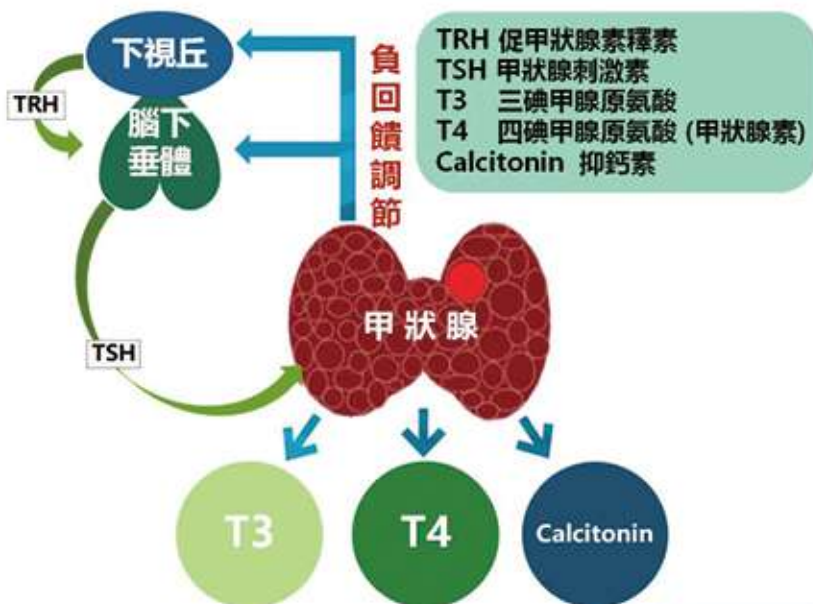 下視丘
TRH
腦下
垂體
TSH
負回饋調節
TRH 促甲狀腺素釋素
TSH 甲狀腺刺激素
T3 三碘甲腺原氨酸
T4 四碘甲腺原氨酸 (甲狀腺素)
Calcitonin 抑鈣素
甲狀腺
T3
T4
Calcitonin